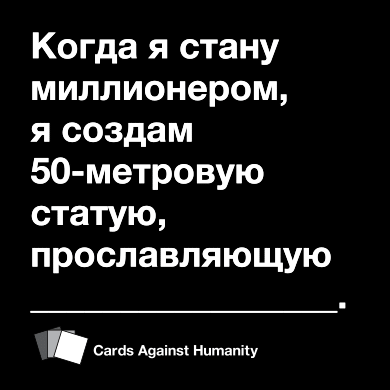 Когда я стану
миллионером,
я создам
50-метровую
статую,
прославляющую
________________.
Cards Against Humanity